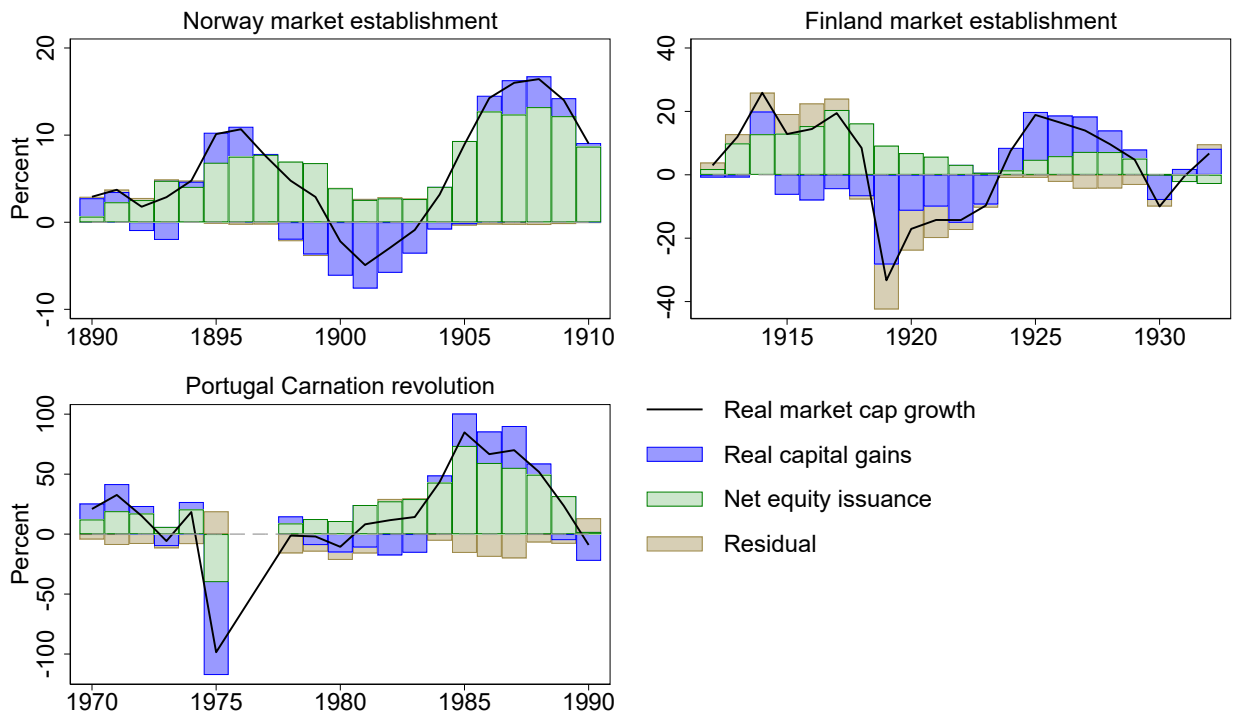 Norway market establishment
Percent
20
10
0
-10
1890 1895 1900 1905 1910
Finland market establishment
40
20
0
-20
-40
1915 1920 1925 1930
Portugal Carnation revolution
Percent
100
50
0
-50
-100
1970 1975 1980 1985 1990
Real market cap growth
Real capital gains
Net equity issuance
Residual